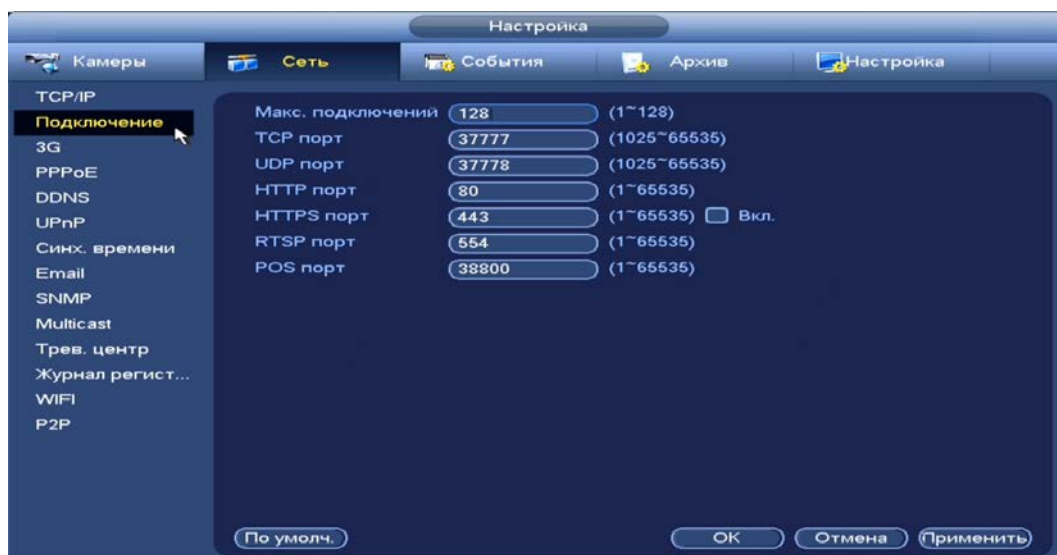 Настройка
Камеры Сеть События Архив Настройка
TCP/IP
Подключение
3G
PPPoE
DDNS
UPnP
Синх. времени
Email
SNMP
Multicast
Трев. центр
Журнал регист...
WIFI
P2P
Макс. подключений 128 (1~128)
TCP порт 37777 (1025~65535)
UDP порт 37778 (1025~65535)
HTTP порт 80 (1~65535)
HTTPS порт 443 (1~65535) Вкл.
RTSP порт 554 (1~65535)
POS порт 38800 (1~65535)
По умолч. OK Отмена Применить